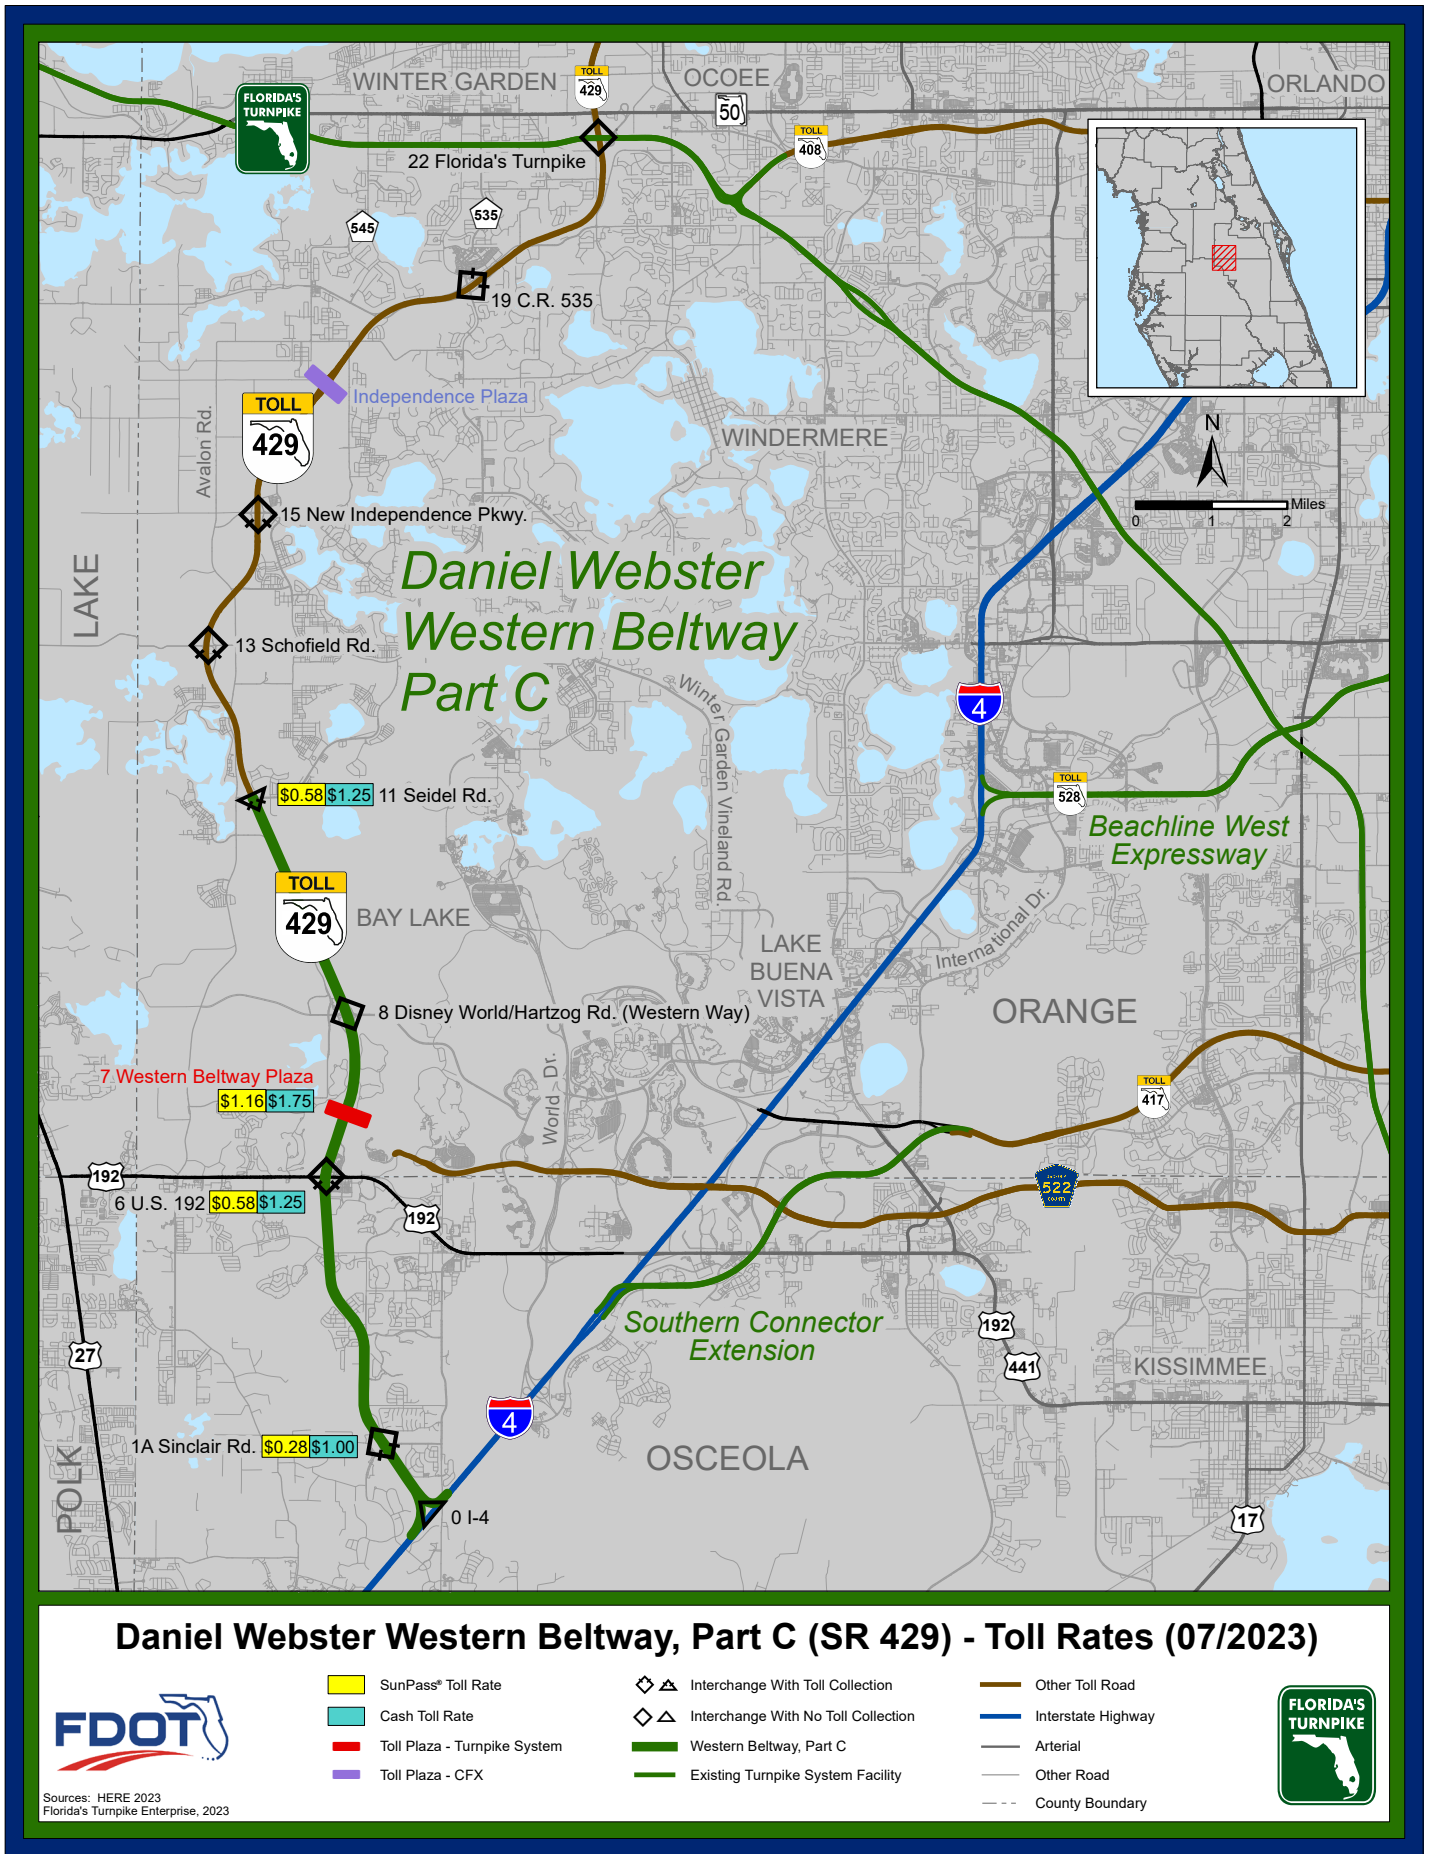 WINTER GARDEN
TOLL
429
OCOEE
50
ORLANDO
FLORIDA'S
TURNPIKE
22 Florida's Turnpike
TOLL
408
545
535
19 C.R. 535
Independence Plaza
TOLL
429
Avalon Rd.
WINDERMERE
N
Miles
0 1 2
15 New Independence Pkwy.
LAKE
Daniel Webster
Western Beltway
Part C
13 Schofield Rd.
4
Winter Garden Vineland Rd.
$0.58 $1.25 11 Seidel Rd.
TOLL
528
Beachline West
Expressway
TOLL
429
BAY LAKE
International Dr.
LAKE
BUENA
VISTA
8 Disney World/Hartzog Rd. (Western Way)
ORANGE
7 Western Beltway Plaza
$1.16 $1.75
World Dr.
TOLL
417
192
522
6 U.S. 192 $0.58 $1.25
192
Southern Connector
Extension
192
27
441
KISSIMMEE
4
1A Sinclair Rd. $0.28 $1.00
OSCEOLA
POLK
0 I-4
17
Daniel Webster Western Beltway, Part C (SR 429) - Toll Rates (07/2023)
FDOT
Sources: HERE 2023
Florida's Turnpike Enterprise, 2023
SunPass® Toll Rate
Cash Toll Rate
Toll Plaza - Turnpike System
Toll Plaza - CFX
Interchange With Toll Collection
Interchange With No Toll Collection
Western Beltway, Part C
Existing Turnpike System Facility
Other Toll Road
Interstate Highway
Arterial
Other Road
County Boundary
FLORIDA'S
TURNPIKE